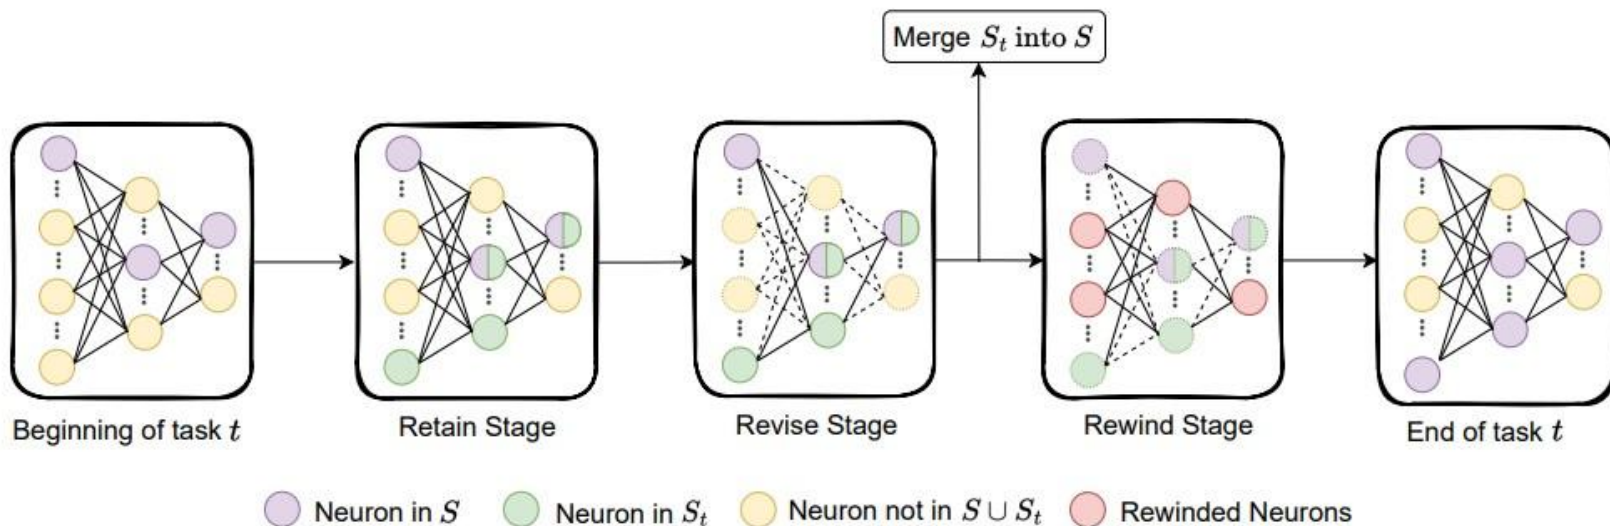 Merge S_t into S
Beginning of task t
Retain Stage
Revise Stage
Rewind Stage
End of task t
Neuron in S
Neuron in S_t
Neuron not in S ∪ S_t
Rewinded Neurons